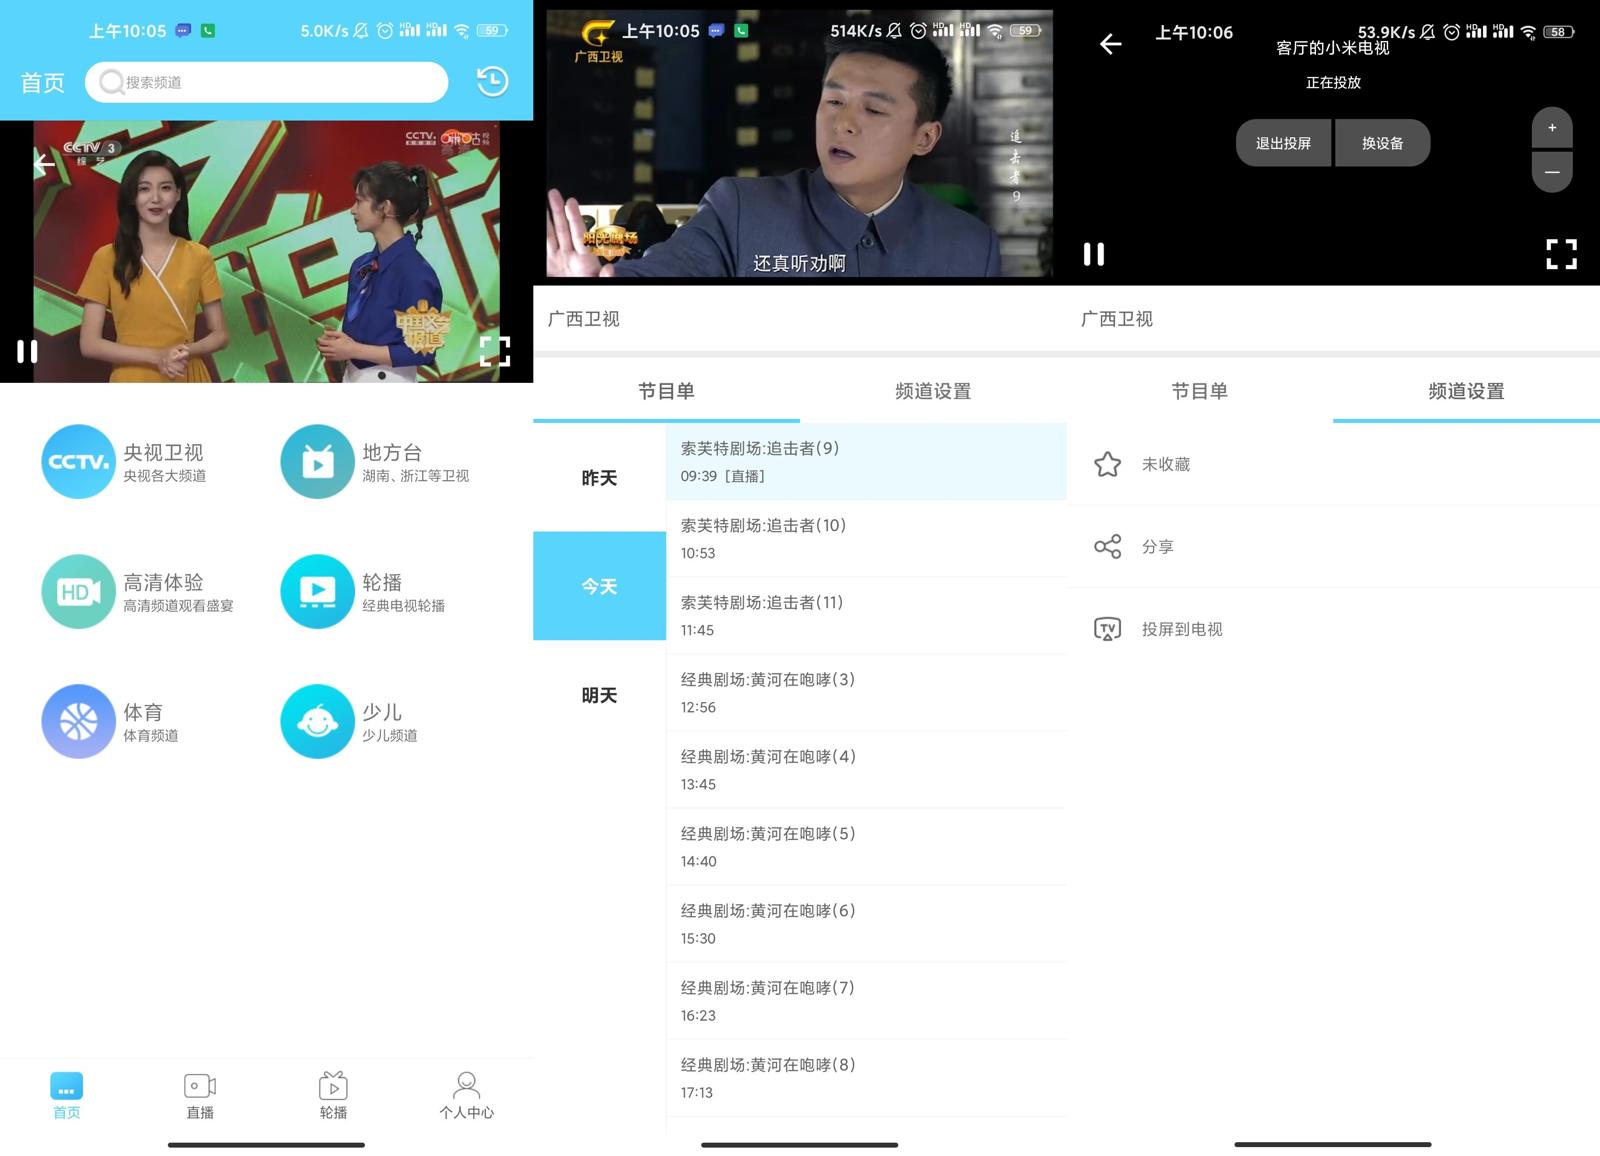 上午10:05
5.0K/s
59
首页
搜索频道
CCTV 3
综艺
CCTV.
央视卫视
央视各大频道
地方台
湖南、浙江等卫视
HD
高清体验
高清频道观看盛宴
轮播
经典电视轮播
体育
体育频道
少儿
少儿频道
首页
直播
轮播
个人中心
上午10:05
514K/s
59
广西卫视
追击者9
阳光剧场
还真听劝啊
广西卫视
节目单
频道设置
昨天
今天
明天
索芙特剧场:追击者(9)
09:39 [直播]
索芙特剧场:追击者(10)
10:53
索芙特剧场:追击者(11)
11:45
经典剧场:黄河在咆哮(3)
12:56
经典剧场:黄河在咆哮(4)
13:45
经典剧场:黄河在咆哮(5)
14:40
经典剧场:黄河在咆哮(6)
15:30
经典剧场:黄河在咆哮(7)
16:23
经典剧场:黄河在咆哮(8)
17:13
上午10:06
53.9K/s
58
客厅的小米电视
正在投放
退出投屏
换设备
+
—
广西卫视
节目单
频道设置
未收藏
分享
TV
投屏到电视